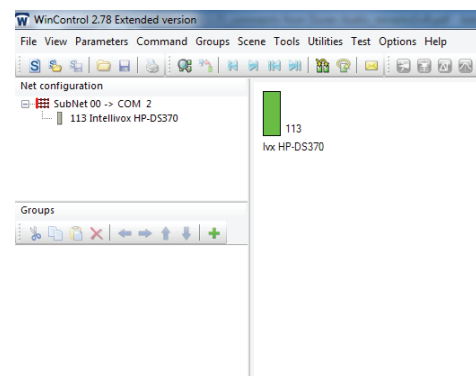 WinControl 2.78 Extended version
File View Parameters Command Groups Scene Tools Utilities Test Options Help
Net configuration
SubNet 00 -> COM 2
113 Intellivox HP-DS370
113
Ivx HP-DS370
Groups